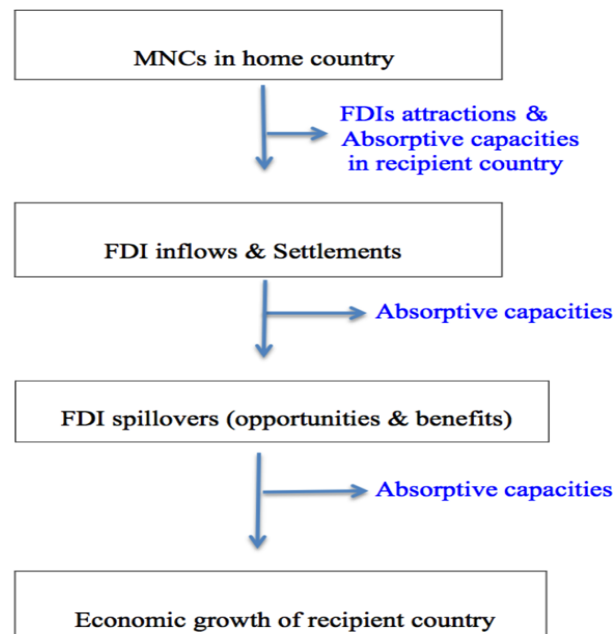 MNCs in home country
FDIs attractions &
Absorptive capacities
in recipient country
FDI inflows & Settlements
Absorptive capacities
FDI spillovers (opportunities & benefits)
Absorptive capacities
Economic growth of recipient country